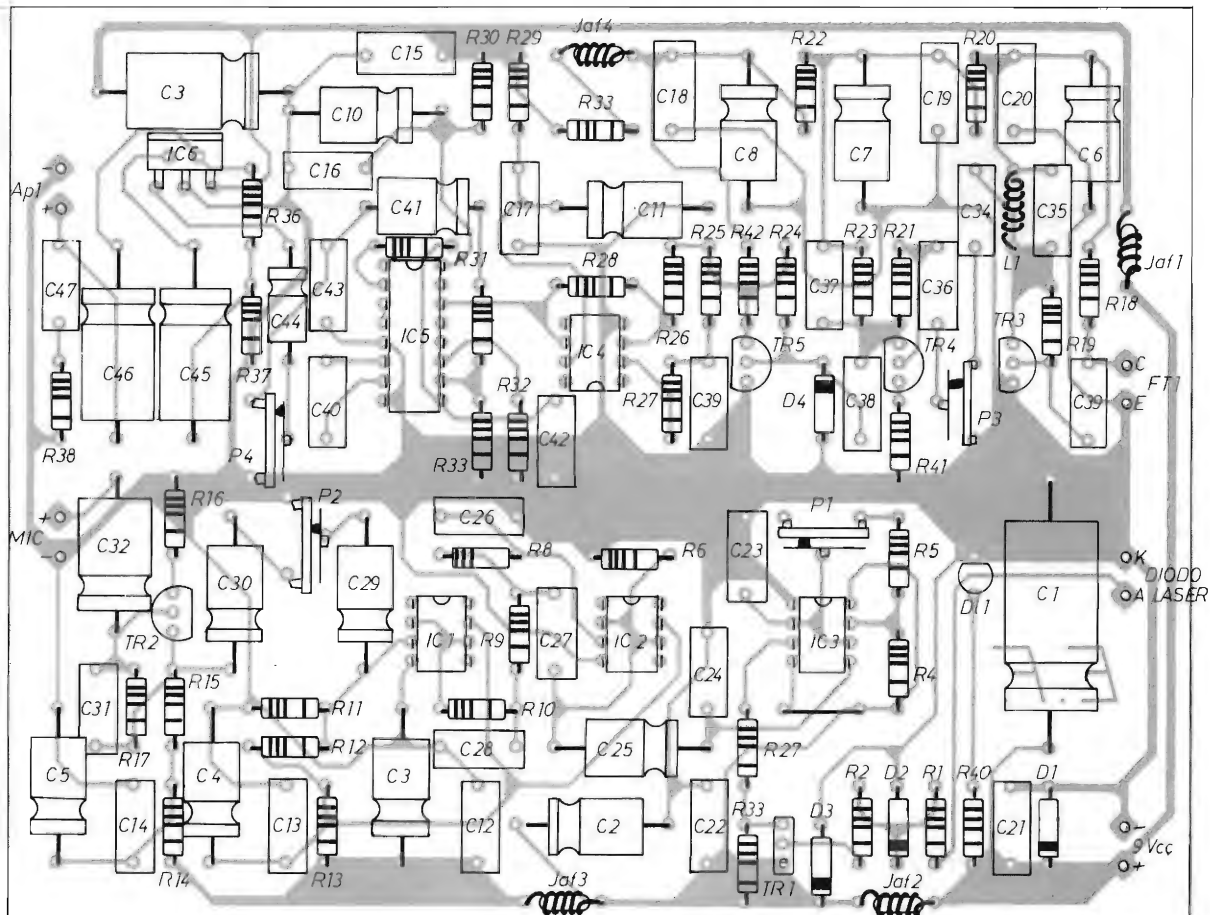 Jaf4
R30 R29
R22
R20
C15
C3
C10
R33
C18
C19
C20
C8
C7
C6
IC6
C16
Ap1
-
+
R36
C41
C17
C11
C34
C35
R31
R25 R42 R24
R23 R21
L1
Jaf1
C47
C44
C43
R28
C37
C36
R18
IC5
IC4
R26
TR5
TR4
TR3
R19
C46
C45
R37
C40
R32
R27
C39
D4
C38
P3
C39
C
FT1
E
R38
P4
R33
C42
R41
R16
P2
C26
P1
MIC
+
-
C32
R8
R6
C23
R5
K
DIODO
A LASER
C30
C29
DL1
C1
TR2
IC1
R9
C27
IC2
IC3
C24
R4
C31
R15
R11
R10
R17
R12
C28
C25
R27
C5
C4
C3
R2 D2 R1 R40
D1
C14
C13
C12
C2
C22
R33
D3
C21
-
9Vcc
+
R14
R13
e
TR1
Jaf3
Jaf2